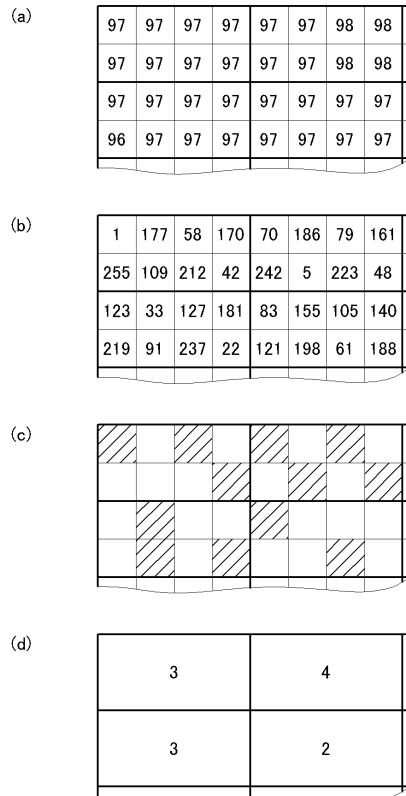 (a)
97 97 97 97 97 97 98 98
97 97 97 97 97 97 98 98
97 97 97 97 97 97 97 97
96 97 97 97 97 97 97 97
(b)
1 177 58 170 70 186 79 161
255 109 212 42 242 5 223 48
123 33 127 181 83 155 105 140
219 91 237 22 121 198 61 188
(c)
(d)
3 4
3 2